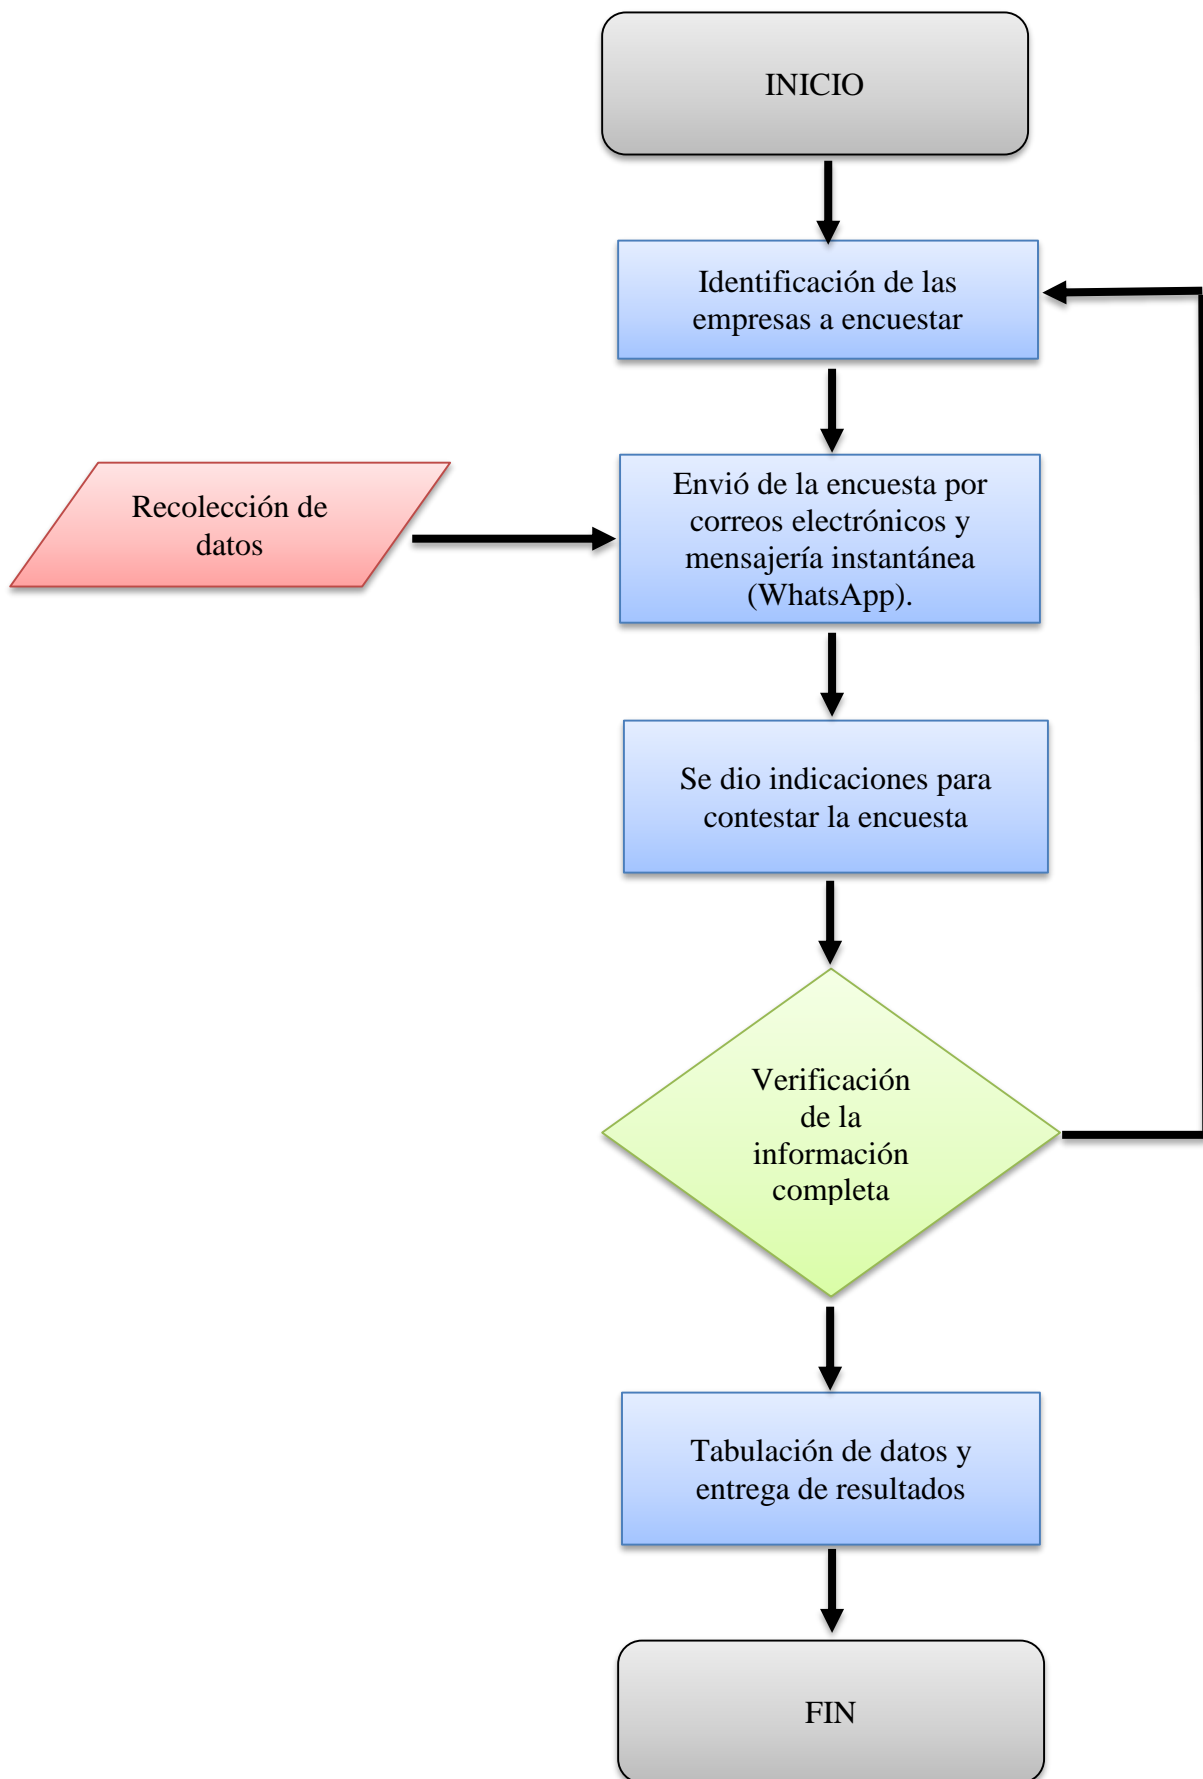 INICIO
Identificación de las
empresas a encuestar
Recolección de
datos
Envió de la encuesta por
correos electrónicos y
mensajería instantánea
(WhatsApp).
Se dio indicaciones para
contestar la encuesta
Verificación
de la
información
completa
Tabulación de datos y
entrega de resultados
FIN